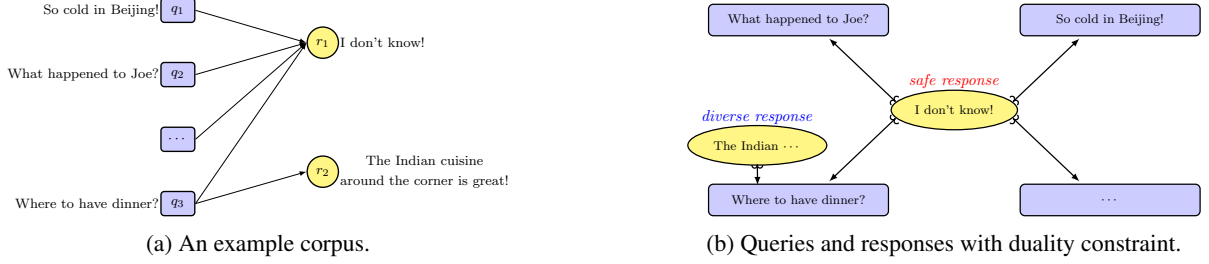 So cold in Beijing! q1
r1 I don't know!
What happened to Joe? q2
...
The Indian cuisine
r2
around the corner is great!
Where to have dinner? q3
(a) An example corpus.
What happened to Joe?
So cold in Beijing!
safe response
I don't know!
diverse response
The Indian ···
Where to have dinner?
···
(b) Queries and responses with duality constraint.